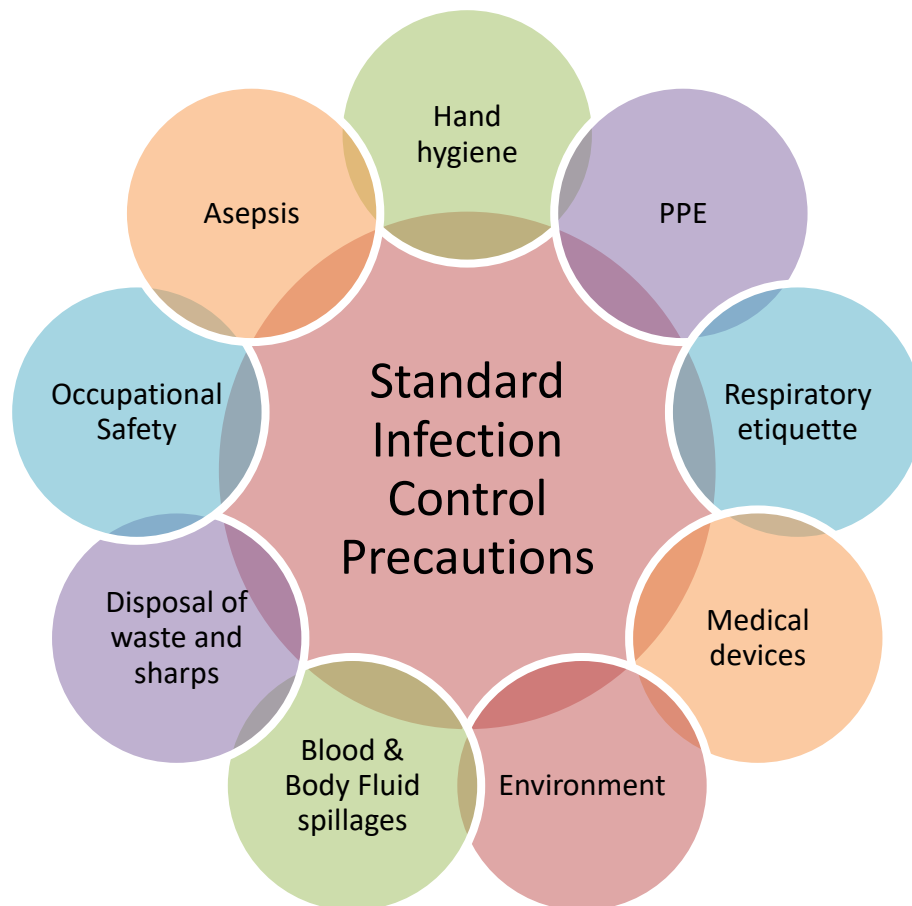 Hand
hygiene
PPE
Respiratory
etiquette
Medical
devices
Environment
Blood &
Body Fluid
spillages
Disposal of
waste and
sharps
Occupational
Safety
Asepsis
Standard
Infection
Control
Precautions